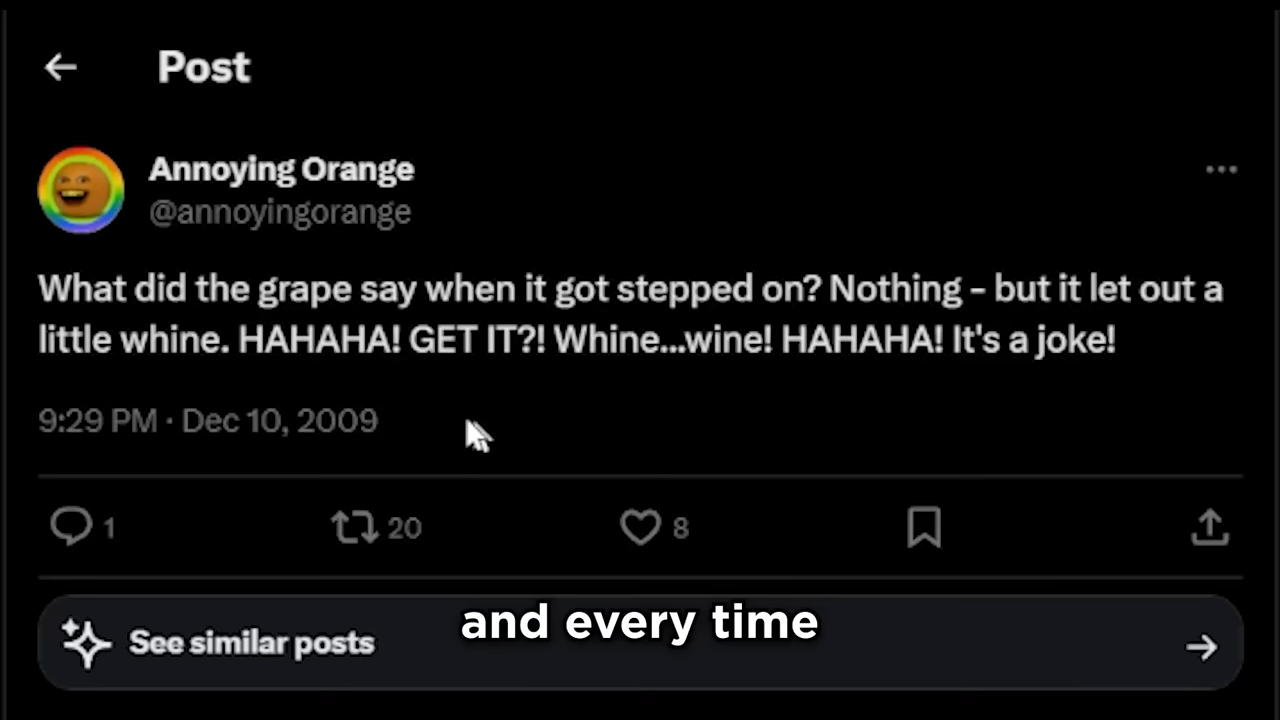 Post
Annoying Orange
@annoyingorange
What did the grape say when it got stepped on? Nothing - but it let out a
little whine. HAHAHA! GET IT?! Whine...wine! HAHAHA! It's a joke!
9:29 PM · Dec 10, 2009
1 20 8
and every time
See similar posts